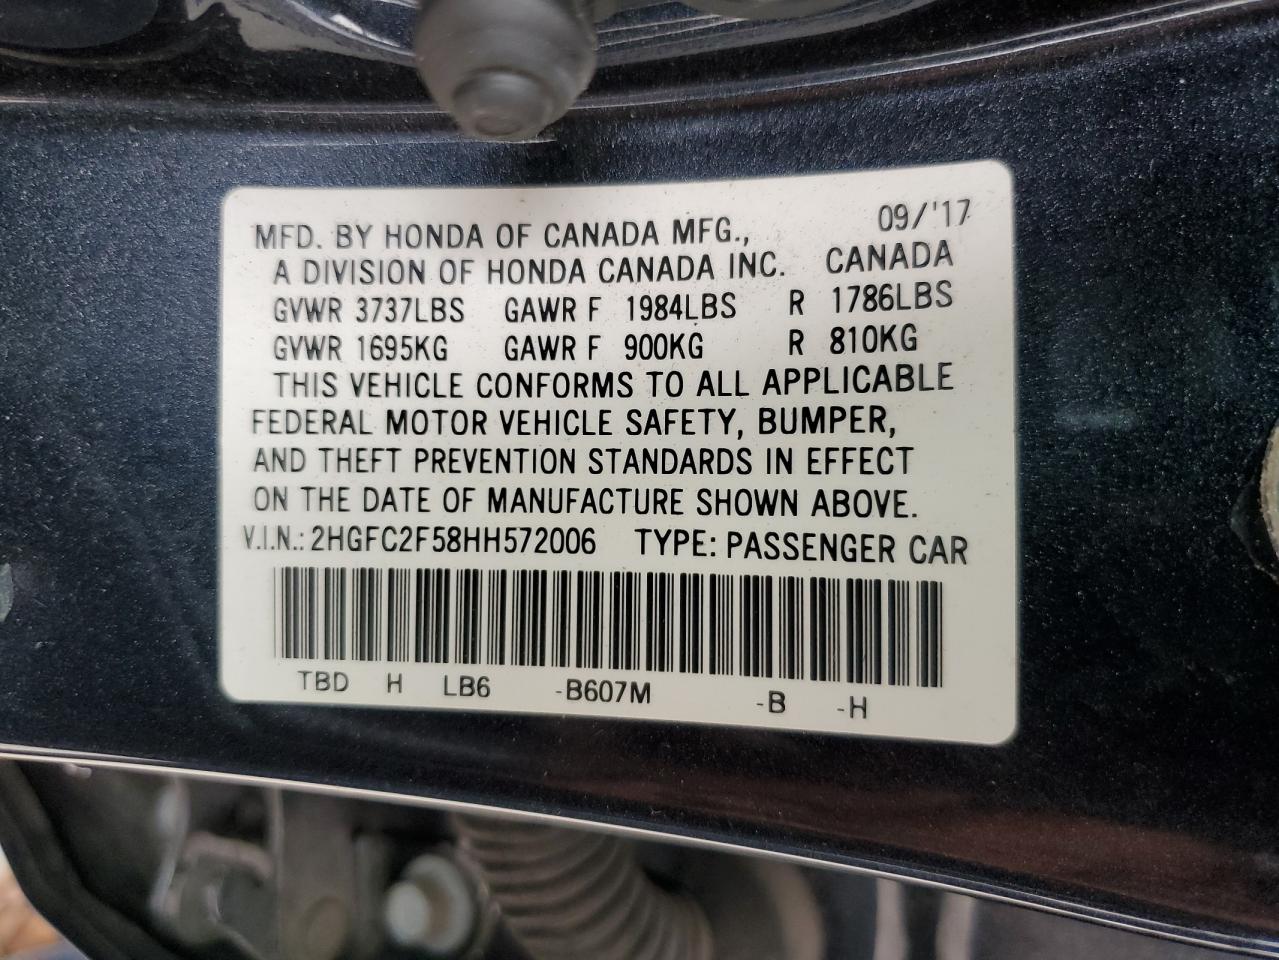 09/'17
MFD. BY HONDA OF CANADA MFG.,
A DIVISION OF HONDA CANADA INC. CANADA
GVWR 3737LBS GAWR F 1984LBS R 1786LBS
GVWR 1695KG GAWR F 900KG R 810KG
THIS VEHICLE CONFORMS TO ALL APPLICABLE
FEDERAL MOTOR VEHICLE SAFETY, BUMPER,
AND THEFT PREVENTION STANDARDS IN EFFECT
ON THE DATE OF MANUFACTURE SHOWN ABOVE.
V.I.N.: 2HGFC2F58HH572006 TYPE: PASSENGER CAR
TBD H LB6 -B607M -B -H